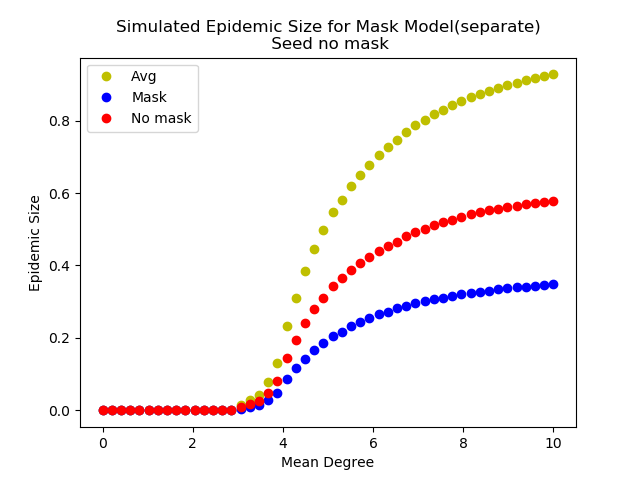 Simulated Epidemic Size for Mask Model(separate)
Seed no mask
Avg
Mask
No mask
Epidemic Size
0.8
0.6
0.4
0.2
0.0
0 2 4 6 8 10
Mean Degree